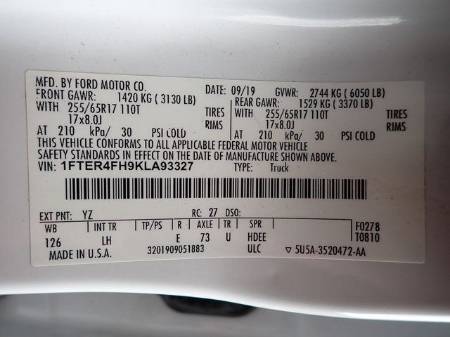 MFD. BY FORD MOTOR CO. 09/19 GVWR: 2744 KG ( 6050 LB)
FRONT GAWR: 1420 KG ( 3130 LB) REAR GAWR: 1529 KG ( 3370 LB)
WITH 255/65R17 110T TIRES WITH 255/65R17 110T TIRES
17x8.0J RIMS 17x8.0J RIMS
AT 210 kPa/ 30 PSI COLD AT 210 kPa/ 30 PSI COLD
THIS VEHICLE CONFORMS TO ALL APPLICABLE FEDERAL MOTOR VEHICLE SAFETY AND THEFT PREVENTION STANDARDS IN EFFECT ON THE DATE OF MANUFACTURE SHOWN ABOVE.
VIN: 1FTER4FH9KLA93327 TYPE: Truck
EXT PNT: YZ RC: 27 DSO:
WB INT TR TP/PS R AXLE TR SPR F0278
126 LH E 73 U HDEE T0810
MADE IN U.S.A. 3201909051883 ULC 5U5A-3520472-AA